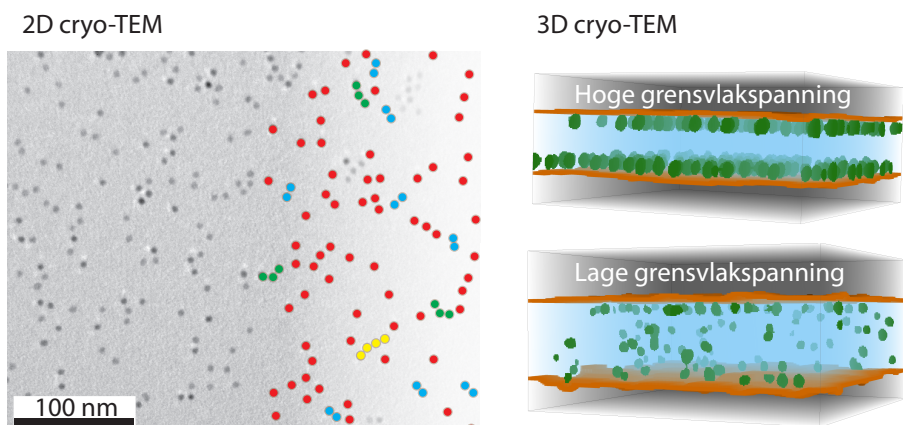 2D cryo-TEM
3D cryo-TEM
Hoge grensvlakspanning
Lage grensvlakspanning
100 nm